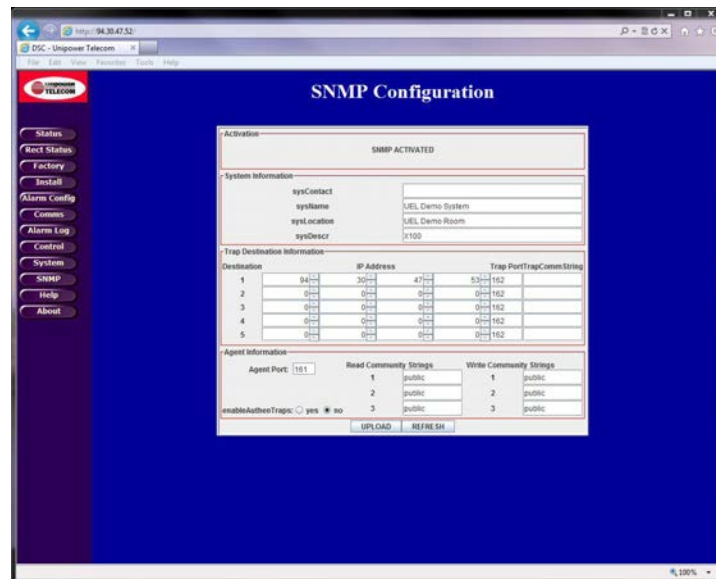 http://94.30.47.52/
DSC - Unipower Telecom
File Edit View Favorites Tools Help
UNIPOWER TELECOM
SNMP Configuration
Status
Rect Status
Factory
Install
Alarm Config
Comms
Alarm Log
Control
System
SNMP
Help
About
Activation
SNMP ACTIVATED
System Information
sysContact
sysName UEL Demo System
sysLocation UEL Demo Room
sysDescr X100
Trap Destination Information
Destination IP Address Trap Port TrapCommString
1 94 30 47 53 162
2 0 0 0 0 162
3 0 0 0 0 162
4 0 0 0 0 162
5 0 0 0 0 162
Agent Information
Agent Port: 161
Read Community Strings Write Community Strings
1 public 1 public
2 public 2 public
enableAuthenTraps: yes no 3 public 3 public
UPLOAD REFRESH
100%